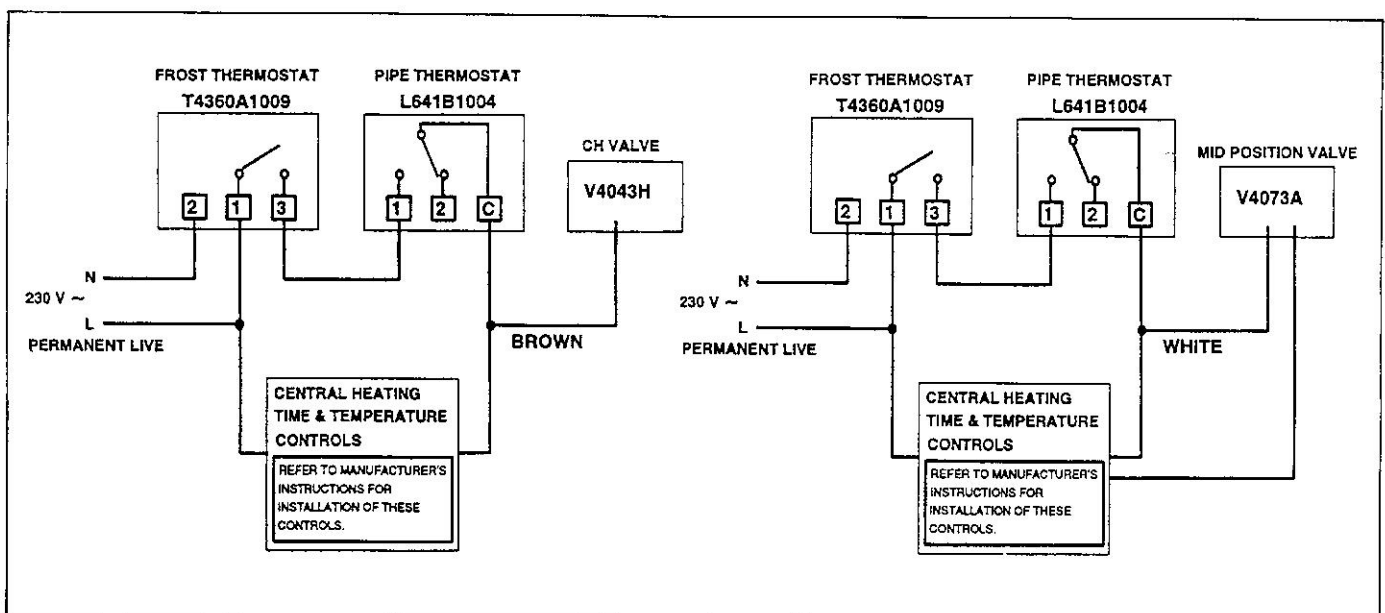 FROST THERMOSTAT
T4360A1009
PIPE THERMOSTAT
L641B1004
CH VALVE
V4043H
2
1
3
1
2
C
N
230 V ~
L
PERMANENT LIVE
BROWN
CENTRAL HEATING
TIME & TEMPERATURE
CONTROLS
REFER TO MANUFACTURER'S
INSTRUCTIONS FOR
INSTALLATION OF THESE
CONTROLS.
FROST THERMOSTAT
T4360A1009
PIPE THERMOSTAT
L641B1004
MID POSITION VALVE
V4073A
2
1
3
1
2
C
N
230 V ~
L
PERMANENT LIVE
WHITE
CENTRAL HEATING
TIME & TEMPERATURE
CONTROLS
REFER TO MANUFACTURER'S
INSTRUCTIONS FOR
INSTALLATION OF THESE
CONTROLS.